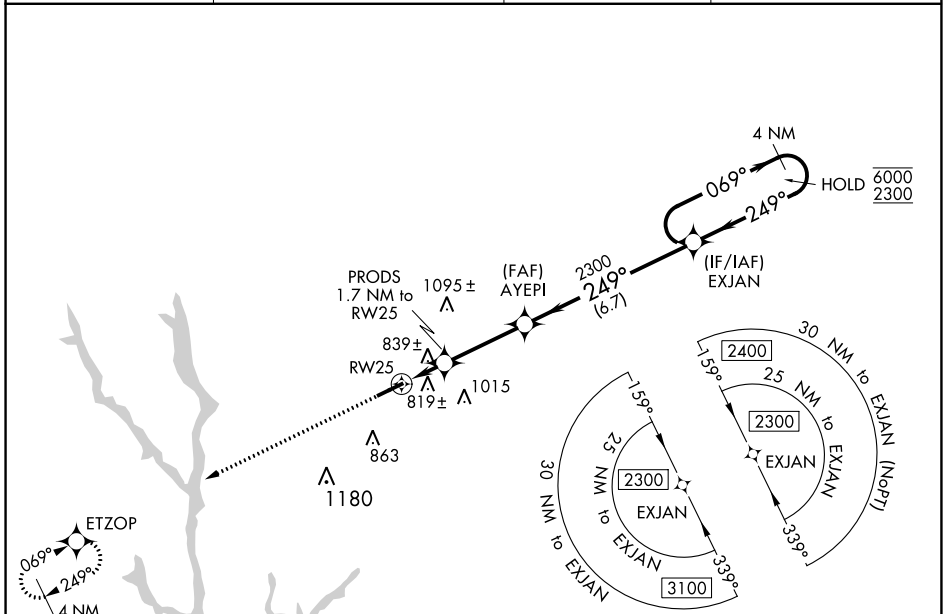 4 NM
069°
HOLD 6000
2300
249°
(IF/IAF)
EXJAN
(FAF)
AYEPI
2300
249°
(6.7)
PRODS
1.7 NM to
RW25
1095±
839±
RW25
819±
1015
863
1180
ETZOP
069°
249°
4 NM
30 NM to EXJAN (NoPT)
2400
159°
25 NM to EXJAN
2300
EXJAN
339°
159°
25 NM to EXJAN
2300
EXJAN
30 NM to EXJAN
339°
3100